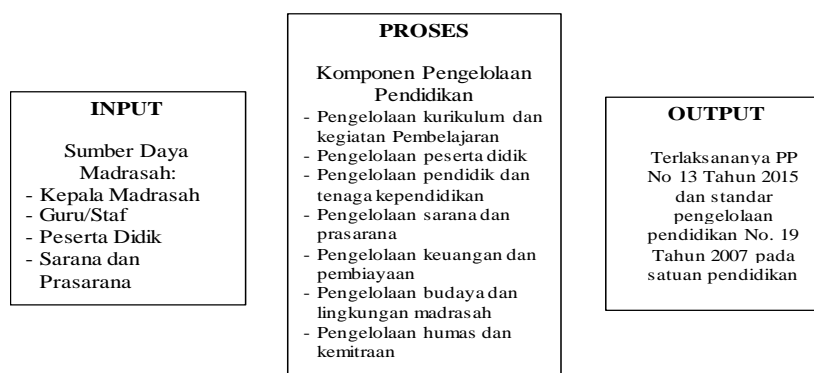 INPUT
Sumber Daya
Madrasah:
- Kepala Madrasah
- Guru/Staf
- Peserta Didik
- Sarana dan
Prasarana
PROSES
Komponen Pengelolaan
Pendidikan
- Pengelolaan kurikulum dan
kegiatan Pembelajaran
- Pengelolaan peserta didik
- Pengelolaan pendidik dan
tenaga kependidikan
- Pengelolaan sarana dan
prasarana
- Pengelolaan keuangan dan
pembiayaan
- Pengelolaan budaya dan
lingkungan madrasah
- Pengelolaan humas dan
kemitraan
OUTPUT
Terlaksananya PP
No 13 Tahun 2015
dan standar
pengelolaan
pendidikan No. 19
Tahun 2007 pada
satuan pendidikan